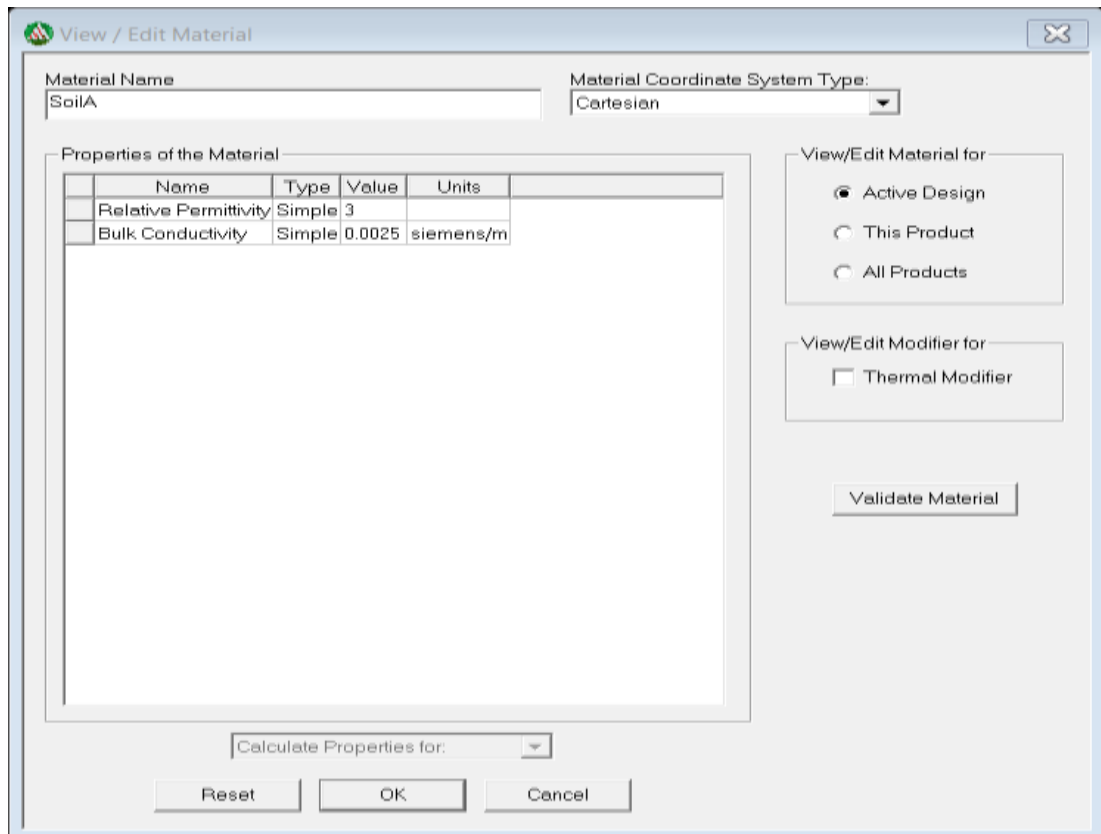 View / Edit Material
Material Name
SoilA
Material Coordinate System Type:
Cartesian
Properties of the Material
Name Type Value Units
Relative Permittivity Simple 3
Bulk Conductivity Simple 0.0025 siemens/m
View/Edit Material for
Active Design
This Product
All Products
View/Edit Modifier for
Thermal Modifier
Validate Material
Calculate Properties for:
Reset OK Cancel